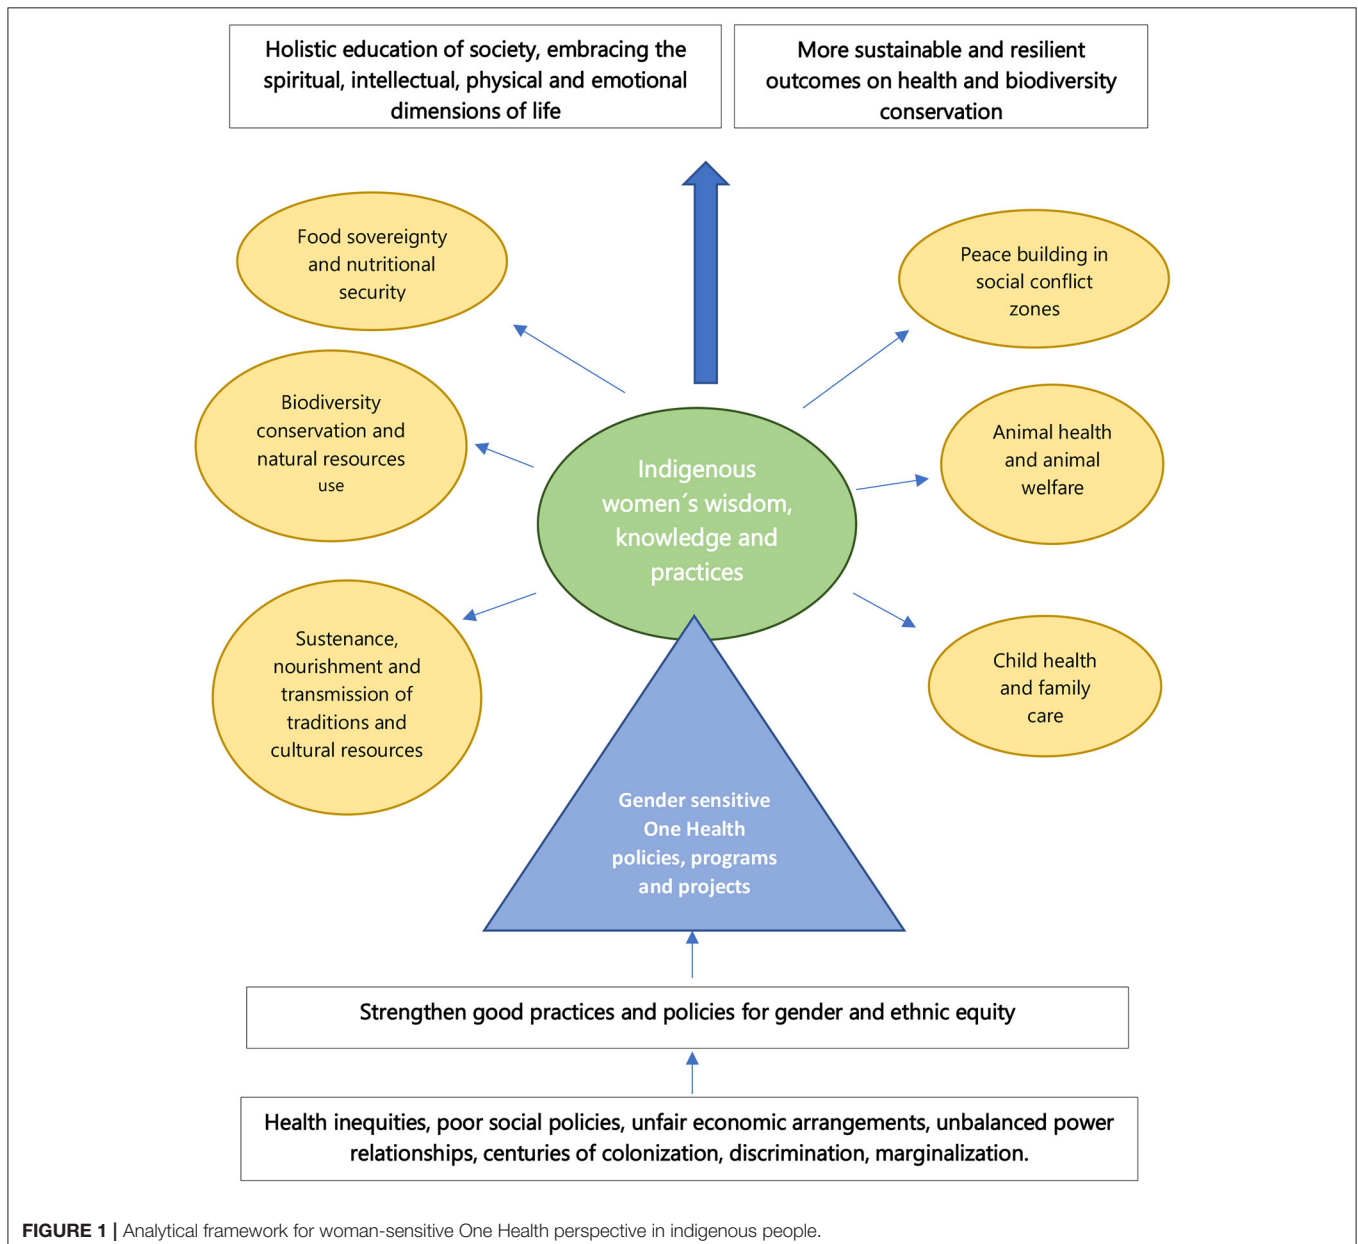 Holistic education of society, embracing the
spiritual, intellectual, physical and emotional
dimensions of life
More sustainable and resilient
outcomes on health and biodiversity
conservation
Food sovereignty
and nutritional
security
Peace building in
social conflict
zones
Biodiversity
conservation and
natural resources
use
Animal health
and animal
welfare
Indigenous
women´s wisdom,
knowledge and
practices
Sustenance,
nourishment and
transmission of
traditions and
cultural resources
Child health
and family
care
Gender sensitive
One Health
policies, programs
and projects
Strengthen good practices and policies for gender and ethnic equity
Health inequities, poor social policies, unfair economic arrangements, unbalanced power
relationships, centuries of colonization, discrimination, marginalization.
FIGURE 1 | Analytical framework for woman-sensitive One Health perspective in indigenous people.